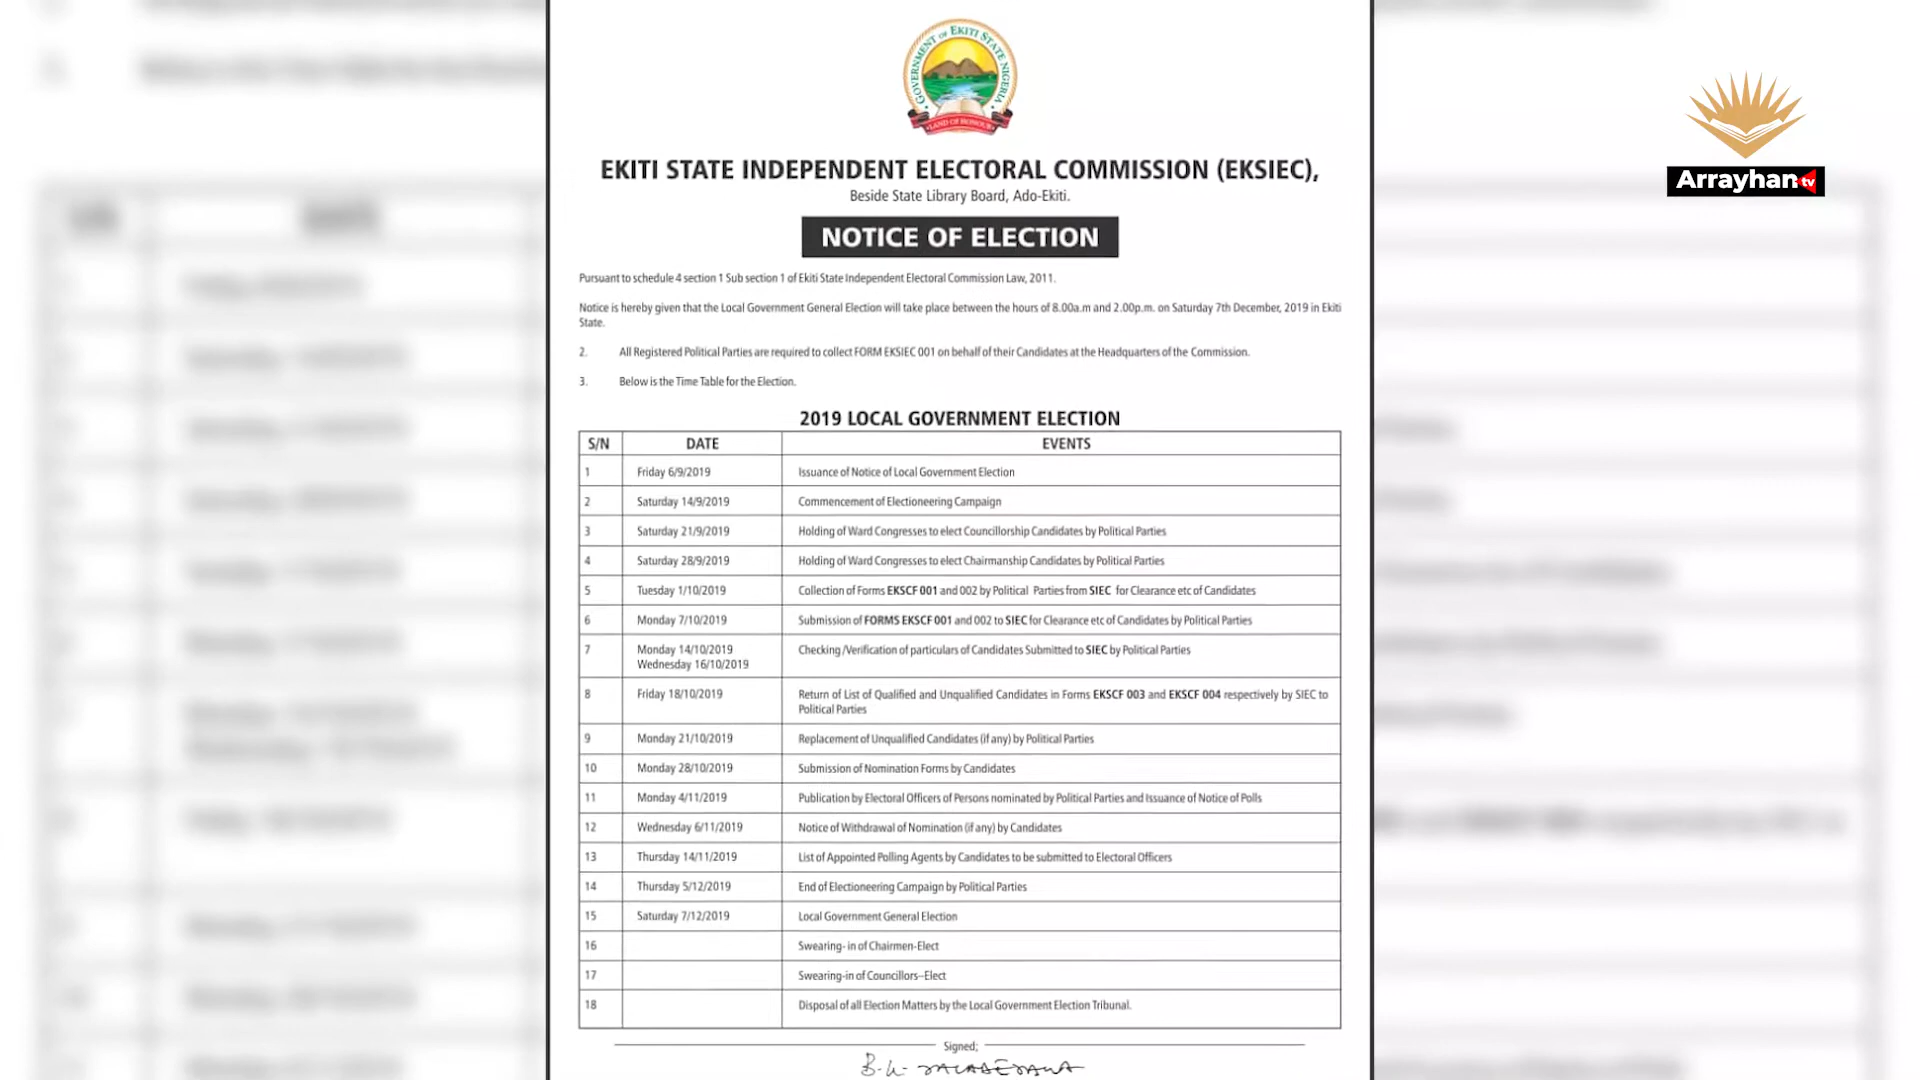 GOVERNMENT OF EKITI STATE NIGERIA
LAND OF HONOUR
Arrayhan tv
EKITI STATE INDEPENDENT ELECTORAL COMMISSION (EKSIEC),
Beside State Library Board, Ado-Ekiti.
NOTICE OF ELECTION
Pursuant to schedule 4 section 1 Sub section 1 of Ekiti State Independent Electoral Commission Law, 2011.
Notice is hereby given that the Local Government General Election will take place between the hours of 8.00a.m and 2.00p.m. on Saturday 7th December, 2019 in Ekiti
State.
2. All Registered Political Parties are required to collect FORM EKSIEC 001 on behalf of their Candidates at the Headquarters of the Commission.
3. Below is the Time Table for the Election.
2019 LOCAL GOVERNMENT ELECTION
S/N DATE EVENTS
1 Friday 6/9/2019 Issuance of Notice of Local Government Election
2 Saturday 14/9/2019 Commencement of Electioneering Campaign
3 Saturday 21/9/2019 Holding of Ward Congresses to elect Councillorship Candidates by Political Parties
4 Saturday 28/9/2019 Holding of Ward Congresses to elect Chairmanship Candidates by Political Parties
5 Tuesday 1/10/2019 Collection of Forms EKSCF 001 and 002 by Political Parties from SIEC for Clearance etc of Candidates
6 Monday 7/10/2019 Submission of FORMS EKSCF 001 and 002 to SIEC for Clearance etc of Candidates by Political Parties
7 Monday 14/10/2019 Checking /Verification of particulars of Candidates Submitted to SIEC by Political Parties
Wednesday 16/10/2019
8 Friday 18/10/2019 Return of List of Qualified and Unqualified Candidates in Forms EKSCF 003 and EKSCF 004 respectively by SIEC to
Political Parties
9 Monday 21/10/2019 Replacement of Unqualified Candidates (if any) by Political Parties
10 Monday 28/10/2019 Submission of Nomination Forms by Candidates
11 Monday 4/11/2019 Publication by Electoral Officers of Persons nominated by Political Parties and Issuance of Notice of Polls
12 Wednesday 6/11/2019 Notice of Withdrawal of Nomination (if any) by Candidates
13 Thursday 14/11/2019 List of Appointed Polling Agents by Candidates to be submitted to Electoral Officers
14 Thursday 5/12/2019 End of Electioneering Campaign by Political Parties
15 Saturday 7/12/2019 Local Government General Election
16 Swearing- in of Chairmen-Elect
17 Swearing-in of Councillors–Elect
18 Disposal of all Election Matters by the Local Government Election Tribunal.
Signed;